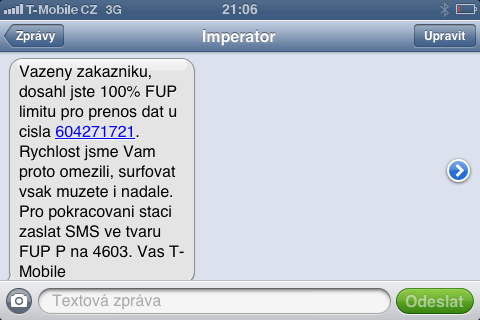 T-Mobile CZ 3G 21:06
Zprávy Imperator Upravit
Vazeny zakazniku,
dosahl jste 100% FUP
limitu pro prenos dat u
cisla 604271721.
Rychlost jsme Vam
proto omezili, surfovat
vsak muzete i nadale.
Pro pokracovani staci
zaslat SMS ve tvaru
FUP P na 4603. Vas T-
Mobile
Textová zpráva Odeslat